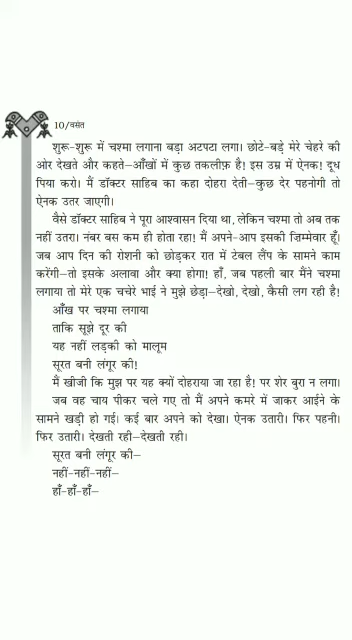 10/वसंत
शुरू-शुरू में चश्मा लगाना बड़ा अटपटा लगा। छोटे-बड़े मेरे चेहरे की
ओर देखते और कहते—आँखों में कुछ तकलीफ़ है! इस उम्र में ऐनक! दूध
पिया करो। मैं डॉक्टर साहिब का कहा दोहरा देती—कुछ देर पहनोगी तो
ऐनक उतर जाएगी।
वैसे डॉक्टर साहिब ने पूरा आश्वासन दिया था, लेकिन चश्मा तो अब तक
नहीं उतरा। नंबर बस कम ही होता रहा! मैं अपने-आप इसकी ज़िम्मेवार हूँ।
जब आप दिन की रोशनी को छोड़कर रात में टेबल लैंप के सामने काम
करेंगी—तो इसके अलावा और क्या होगा! हाँ, जब पहली बार मैंने चश्मा
लगाया तो मेरे एक चचेरे भाई ने मुझे छेड़ा—देखो, देखो, कैसी लग रही है!
आँख पर चश्मा लगाया
ताकि सूझे दूर की
यह नहीं लड़की को मालूम
सूरत बनी लंगूर की!
मैं खीजी कि मुझ पर यह क्यों दोहराया जा रहा है! पर शेर बुरा न लगा।
जब वह चाय पीकर चले गए तो मैं अपने कमरे में जाकर आईने के
सामने खड़ी हो गई। कई बार अपने को देखा। ऐनक उतारी। फिर पहनी।
फिर उतारी। देखती रही—देखती रही।
सूरत बनी लंगूर की—
नहीं-नहीं-नहीं—
हाँ-हाँ-हाँ—